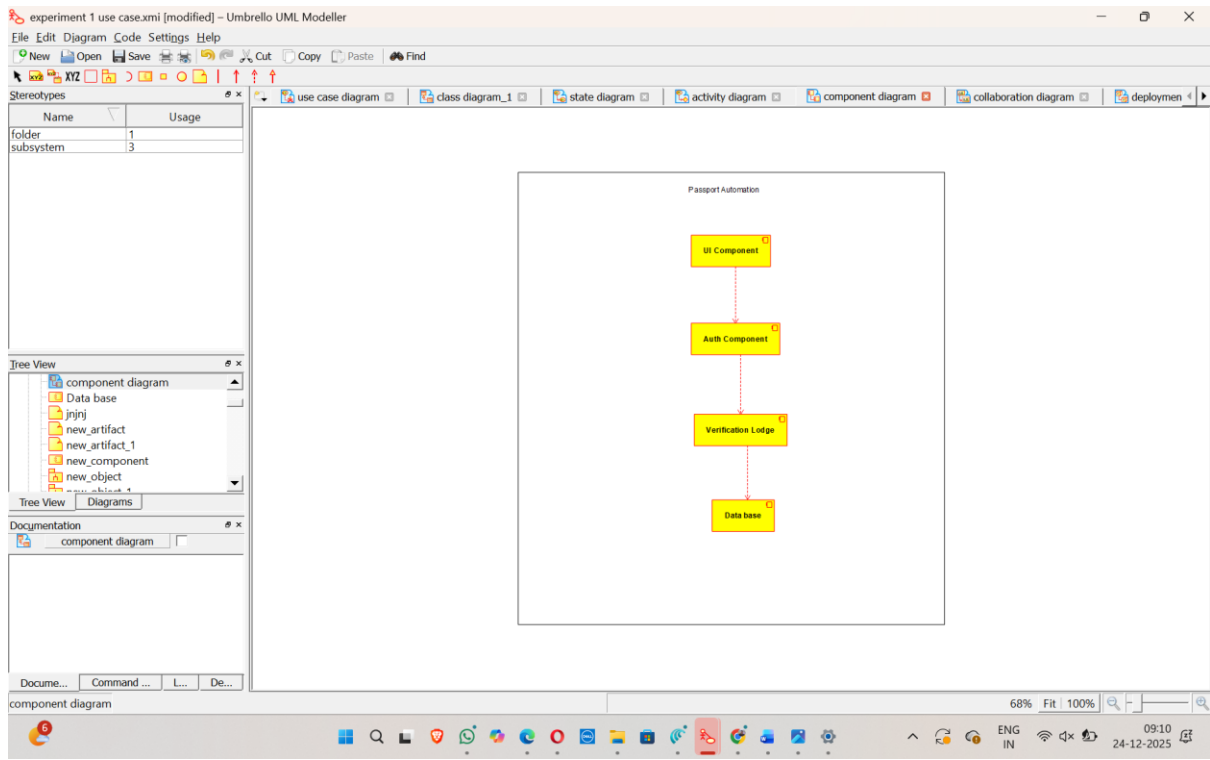 experiment 1 use case.xmi [modified] – Umbrello UML Modeller
File Edit Diagram Code Settings Help
New Open Save Cut Copy Paste Find
XYZ
Stereotypes
use case diagram class diagram_1 state diagram activity diagram component diagram collaboration diagram deploymen
Name Usage
folder 1
subsystem 3
Passport Automation
UI Component
Auth Component
Verification Lodge
Data base
Tree View
component diagram
Data base
jnjnj
new_artifact
new_artifact_1
new_component
new_object
new_object_1
Tree View Diagrams
Documentation
component diagram
Docume... Command ... L... De...
component diagram
68% Fit 100%
6
ENG
IN
09:10
24-12-2025